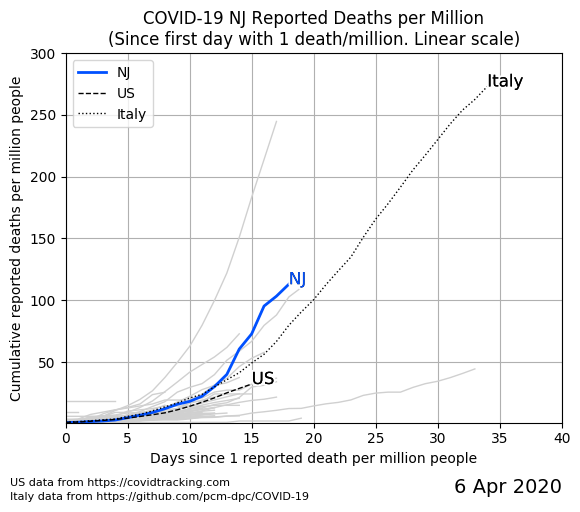 COVID-19 NJ Reported Deaths per Million
(Since first day with 1 death/million. Linear scale)
Cumulative reported deaths per million people
300
250
200
150
100
50
NJ
US
Italy
Italy
NJ
US
0
5
10
15
20
25
30
35
40
Days since 1 reported death per million people
US data from https://covidtracking.com
Italy data from https://github.com/pcm-dpc/COVID-19
6 Apr 2020